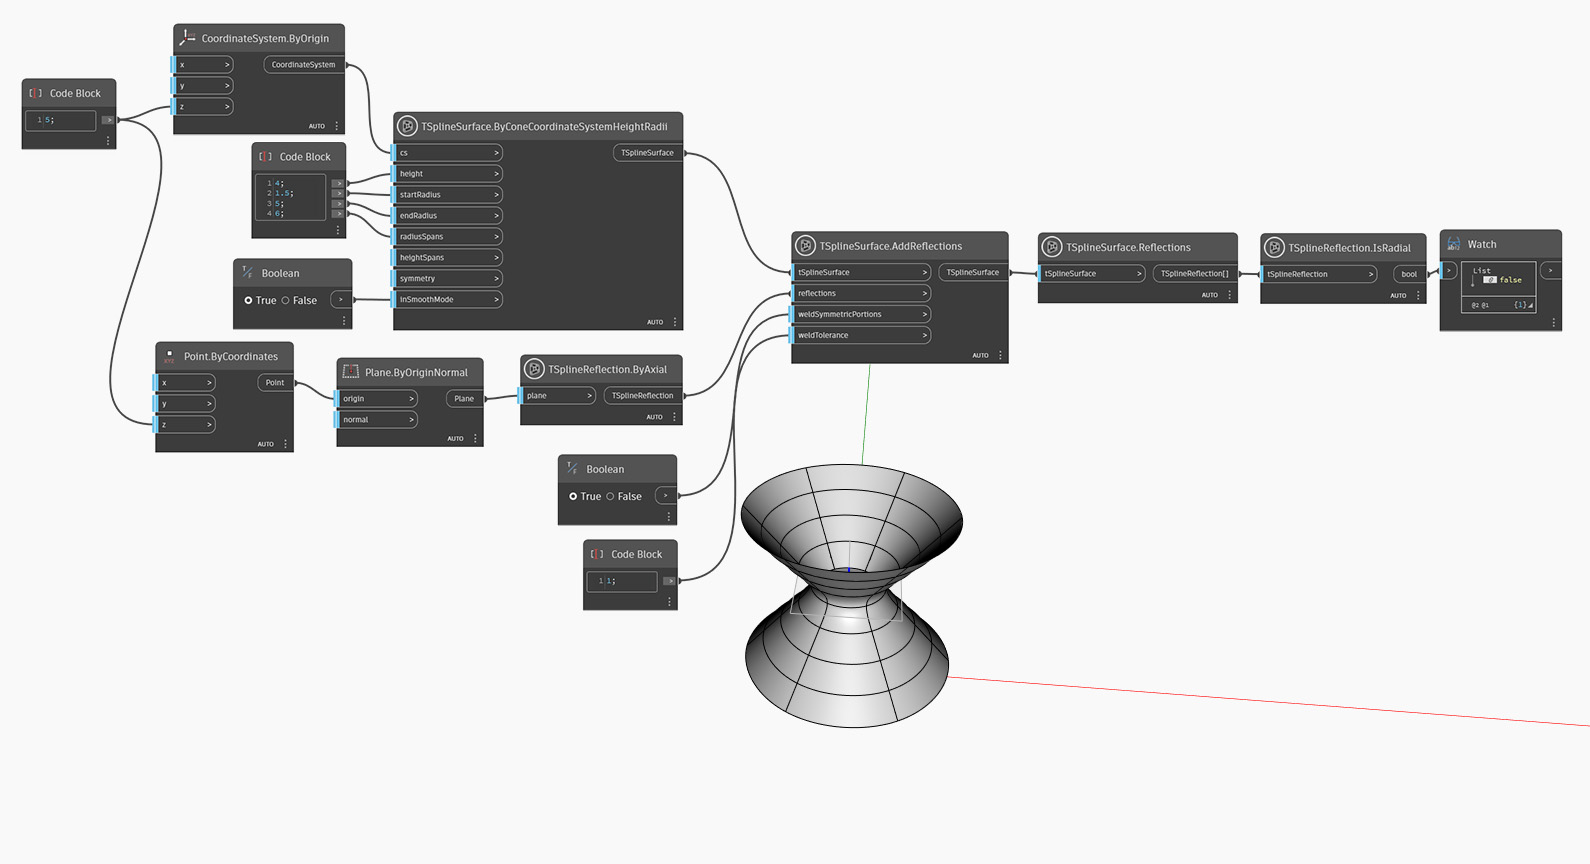 CoordinateSystem.ByOrigin
x >
CoordinateSystem
y >
z >
AUTO
Code Block
1 5;
>
TSplineSurface.ByConeCoordinateSystemHeightRadii
cs >
TSplineSurface
height >
startRadius >
endRadius >
radiusSpans >
heightSpans >
symmetry >
inSmoothMode >
AUTO
Code Block
1 4; >
2 1.5; >
3 5; >
4 6; >
Boolean
True False >
TSplineSurface.AddReflections
tSplineSurface >
TSplineSurface
reflections >
weldSymmetricPortions >
weldTolerance >
AUTO
TSplineSurface.Reflections
tSplineSurface >
TSplineReflection[]
AUTO
TSplineReflection.IsRadial
tSplineReflection >
bool
AUTO
Watch
> >
List
0 false
@2 @1 {1}
Point.ByCoordinates
x >
Point
y >
z >
AUTO
Plane.ByOriginNormal
origin >
Plane
normal >
AUTO
TSplineReflection.ByAxial
plane >
TSplineReflection
AUTO
Boolean
True False >
Code Block
1 1;
>